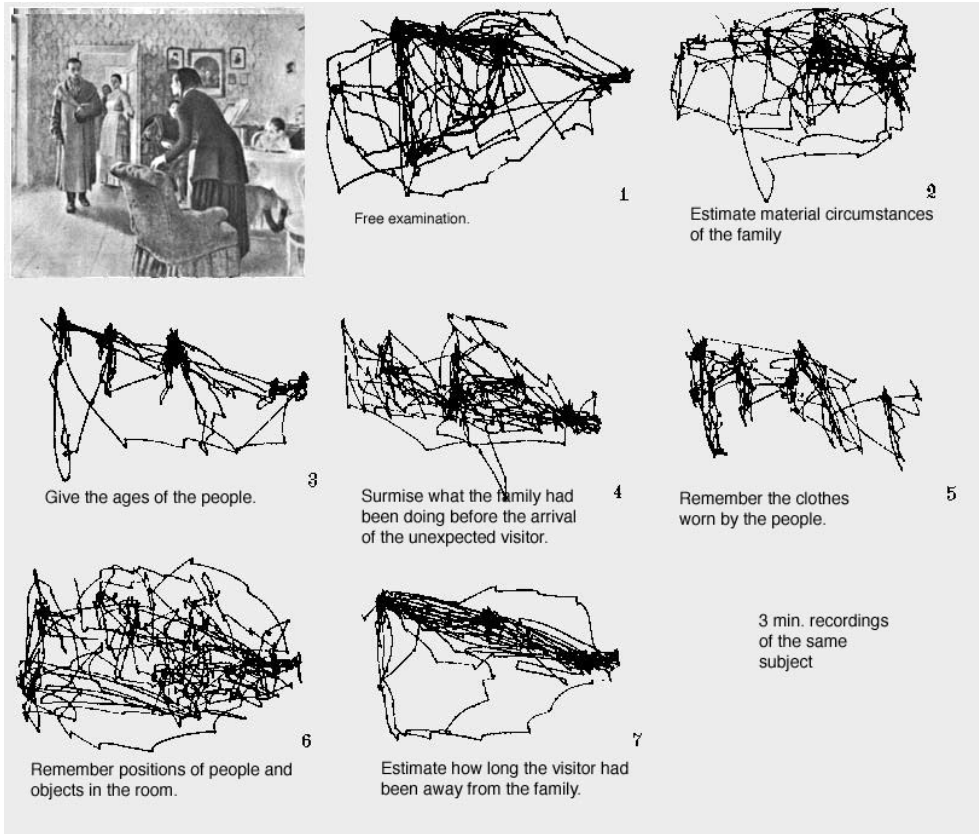 1
Free examination.
2
Estimate material circumstances
of the family
3
Give the ages of the people.
4
Surmise what the family had
been doing before the arrival
of the unexpected visitor.
5
Remember the clothes
worn by the people.
6
Remember positions of people and
objects in the room.
7
Estimate how long the visitor had
been away from the family.
3 min. recordings
of the same
subject